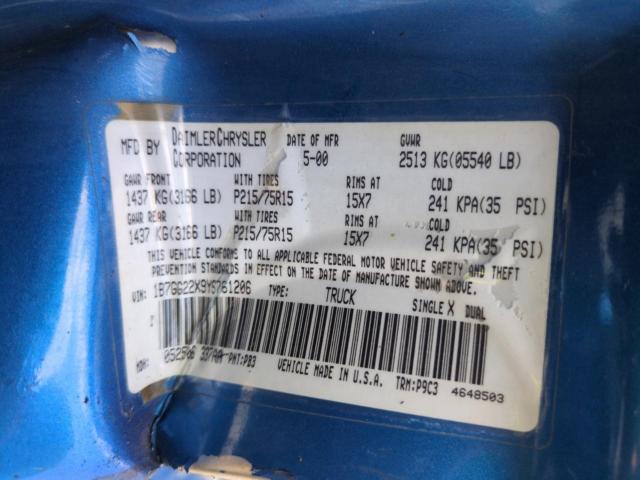 MFD BY DAIMLERCHRYSLER CORPORATION DATE OF MFR 5-00 GVWR 2513 KG(05540 LB)
GAWR FRONT WITH TIRES RIMS AT COLD
1437 KG(3166 LB) P215/75R15 15X7 241 KPA(35 PSI)
GAWR REAR WITH TIRES RIMS AT COLD
1437 KG(3166 LB) P215/75R15 15X7 241 KPA(35 PSI)
THIS VEHICLE CONFORMS TO ALL APPLICABLE FEDERAL MOTOR VEHICLE SAFETY AND THEFT
PREVENTION STANDARDS IN EFFECT ON THE DATE OF MANUFACTURE SHOWN ABOVE.
VIN: 1B7GG22X9YS761206 TYPE: TRUCK SINGLE X DUAL
MDH: 052506 PNT:PB3 VEHICLE MADE IN U.S.A. TRM:P9C3 4648503